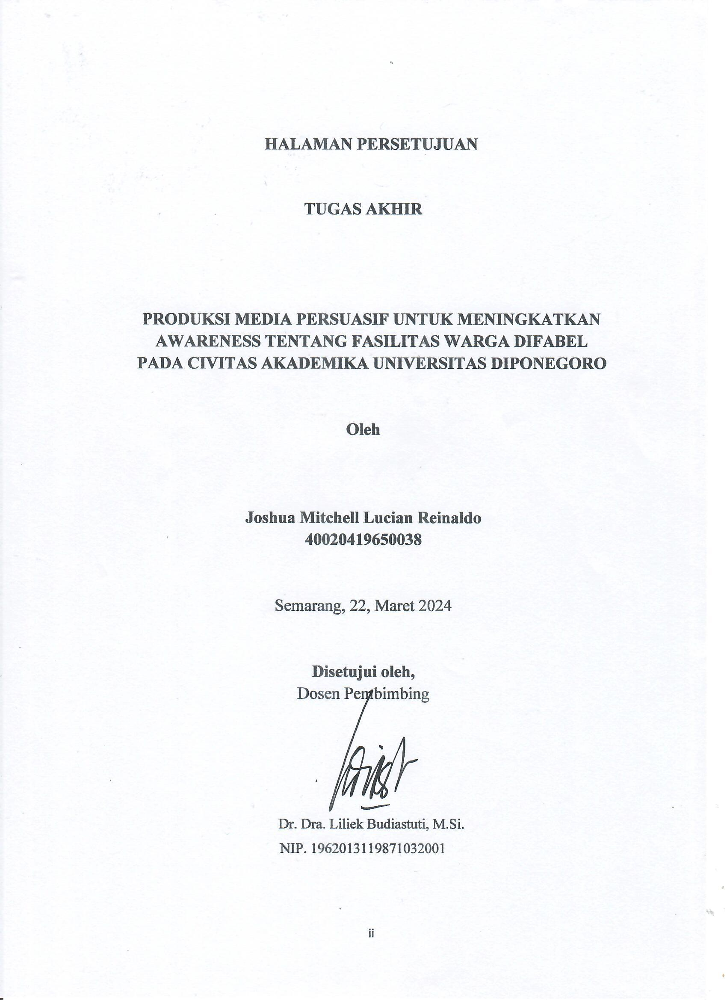 HALAMAN PERSETUJUAN
TUGAS AKHIR
PRODUKSI MEDIA PERSUASIF UNTUK MENINGKATKAN
AWARENESS TENTANG FASILITAS WARGA DIFABEL
PADA CIVITAS AKADEMIKA UNIVERSITAS DIPONEGORO
Oleh
Joshua Mitchell Lucian Reinaldo
40020419650038
Semarang, 22, Maret 2024
Disetujui oleh,
Dosen Pembimbing
Dr. Dra. Liliek Budiastuti, M.Si.
NIP. 1962013119871032001
ii